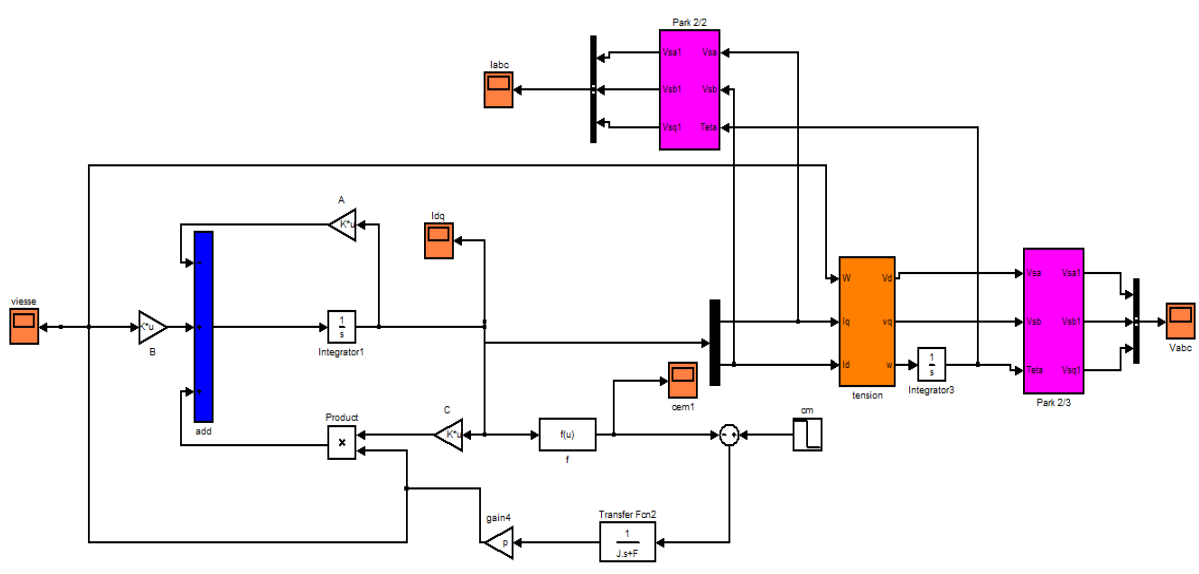 Park 2/2
Iabc
Vsa1
Vsa
Vsb1
Vsb
Vsq1
Teta
A
K*u
Idq
viesse
K*u
B
1
s
Integrator1
add
W
Vd
Iq
vq
Id
w
tension
1
s
Integrator3
Vsa
Vsa1
Vsb
Vsb1
Teta
Vsq1
Park 2/3
Vabc
cem1
Product
×
C
K*u
f(u)
f
cm
gain4
p
Transfer Fcn2
1
J.s+F